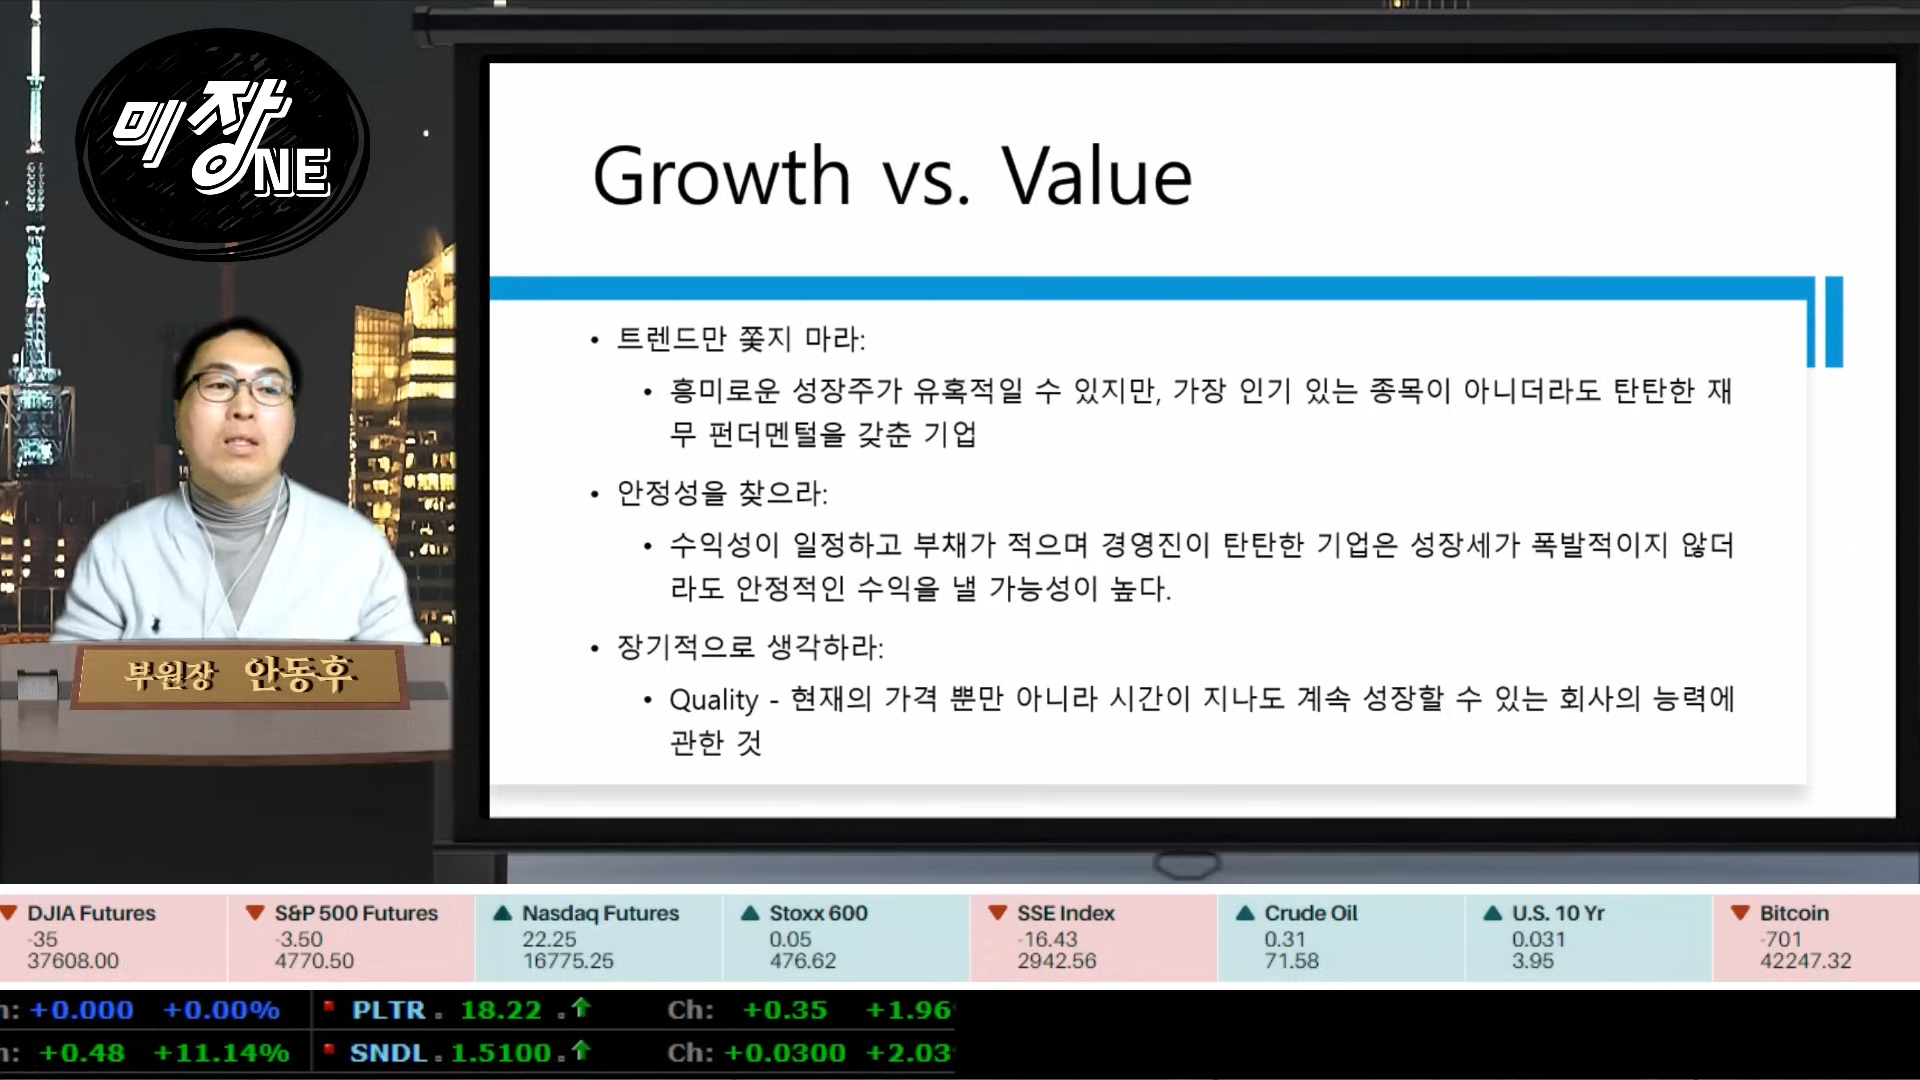 미장
NE
Growth vs. Value
• 트렌드만 쫓지 마라:
• 흥미로운 성장주가 유혹적일 수 있지만, 가장 인기 있는 종목이 아니더라도 탄탄한 재
무 펀더멘털을 갖춘 기업
• 안정성을 찾으라:
• 수익성이 일정하고 부채가 적으며 경영진이 탄탄한 기업은 성장세가 폭발적이지 않더
라도 안정적인 수익을 낼 가능성이 높다.
• 장기적으로 생각하라:
• Quality - 현재의 가격 뿐만 아니라 시간이 지나도 계속 성장할 수 있는 회사의 능력에
관한 것
부원장 안동후
DJIA Futures
-35
37608.00
S&P 500 Futures
-3.50
4770.50
Nasdaq Futures
22.25
16775.25
Stoxx 600
0.05
476.62
SSE Index
-16.43
2942.56
Crude Oil
0.31
71.58
U.S. 10 Yr
0.031
3.95
Bitcoin
-701
42247.32
h: +0.000 +0.00% PLTR . 18.22 . Ch: +0.35 +1.96
h: +0.48 +11.14% SNDL . 1.5100 . Ch: +0.0300 +2.03